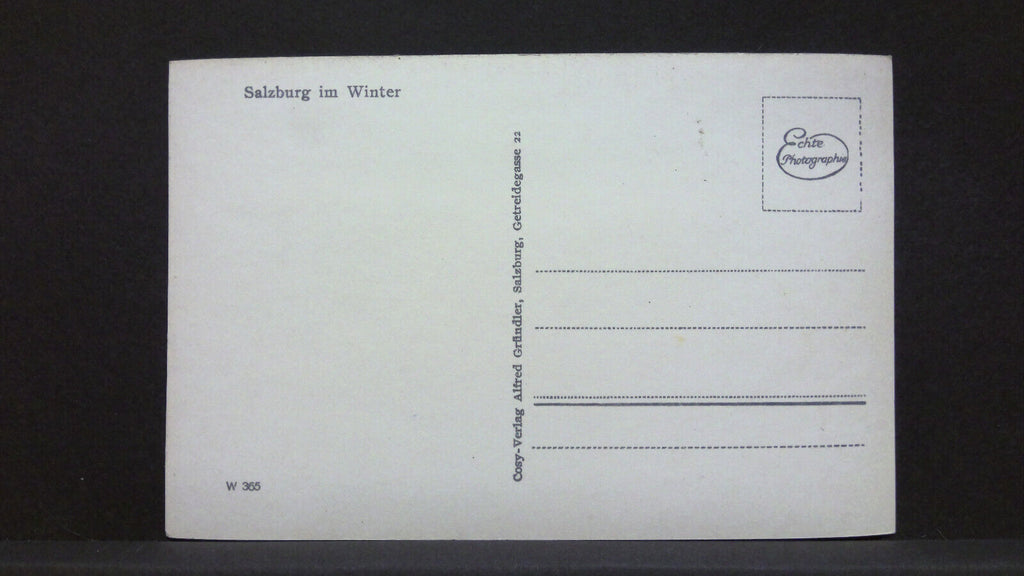 Salzburg im Winter
Cosy-Verlag Alfred Gründler, Salzburg, Getreidegasse 22
Echte
Photographie
W 365